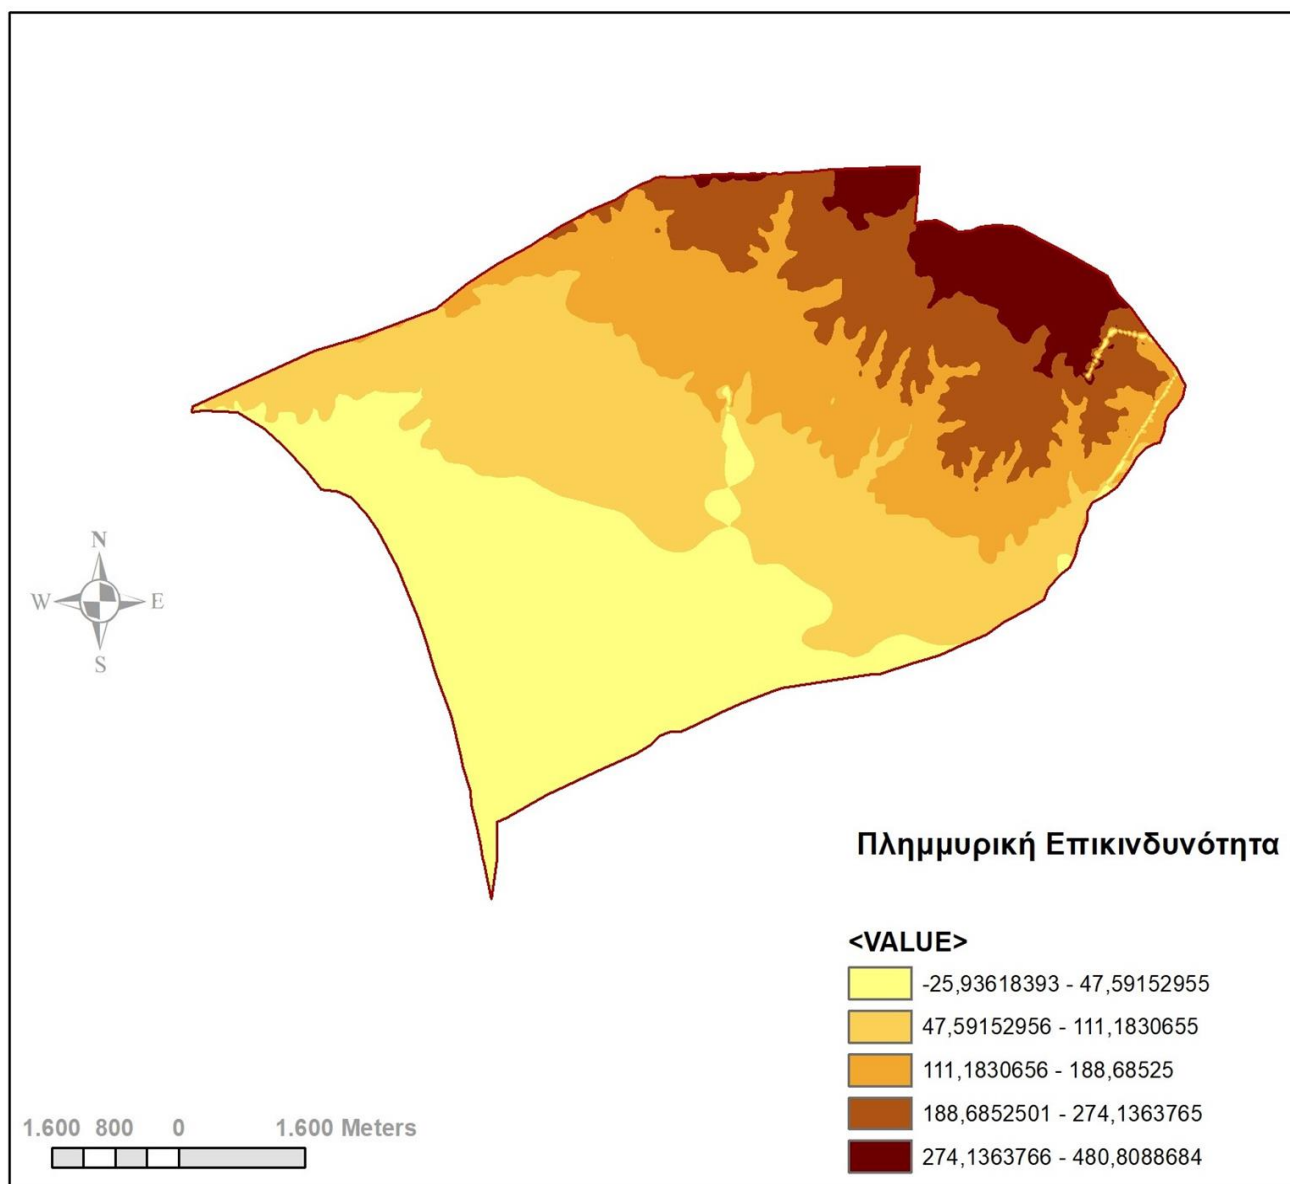 N
W E
S
Πλημμυρική Επικινδυνότητα
<VALUE>
-25,93618393 - 47,59152955
47,59152956 - 111,1830655
111,1830656 - 188,68525
188,6852501 - 274,1363765
274,1363766 - 480,8088684
1.600 800 0 1.600 Meters